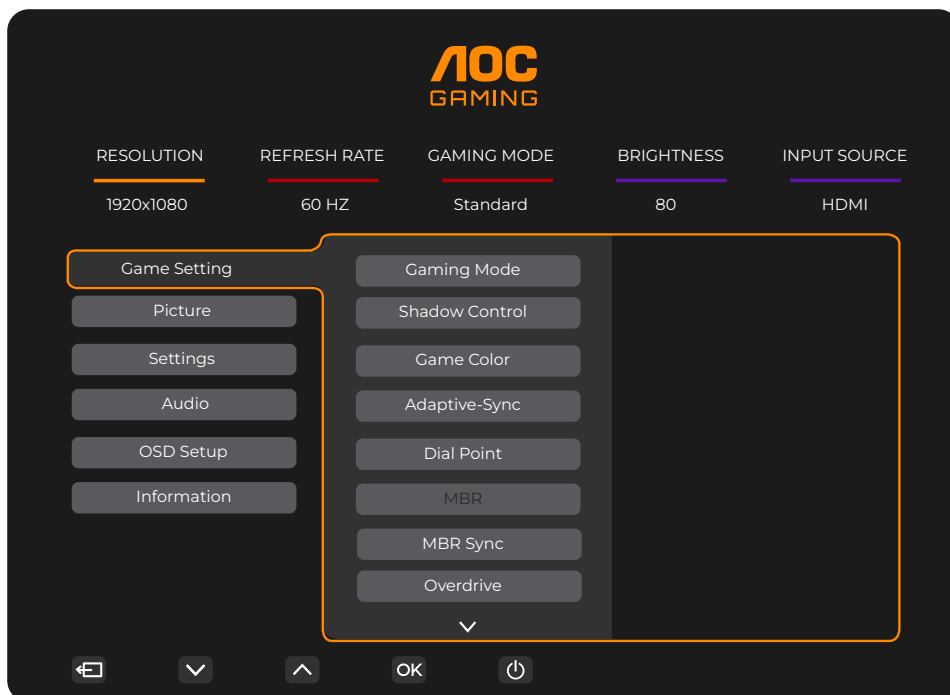 AOC
GAMING
RESOLUTION REFRESH RATE GAMING MODE BRIGHTNESS INPUT SOURCE
1920x1080 60 HZ Standard 80 HDMI
Game Setting Gaming Mode
Picture Shadow Control
Settings Game Color
Audio Adaptive-Sync
OSD Setup Dial Point
Information MBR
MBR Sync
Overdrive
OK